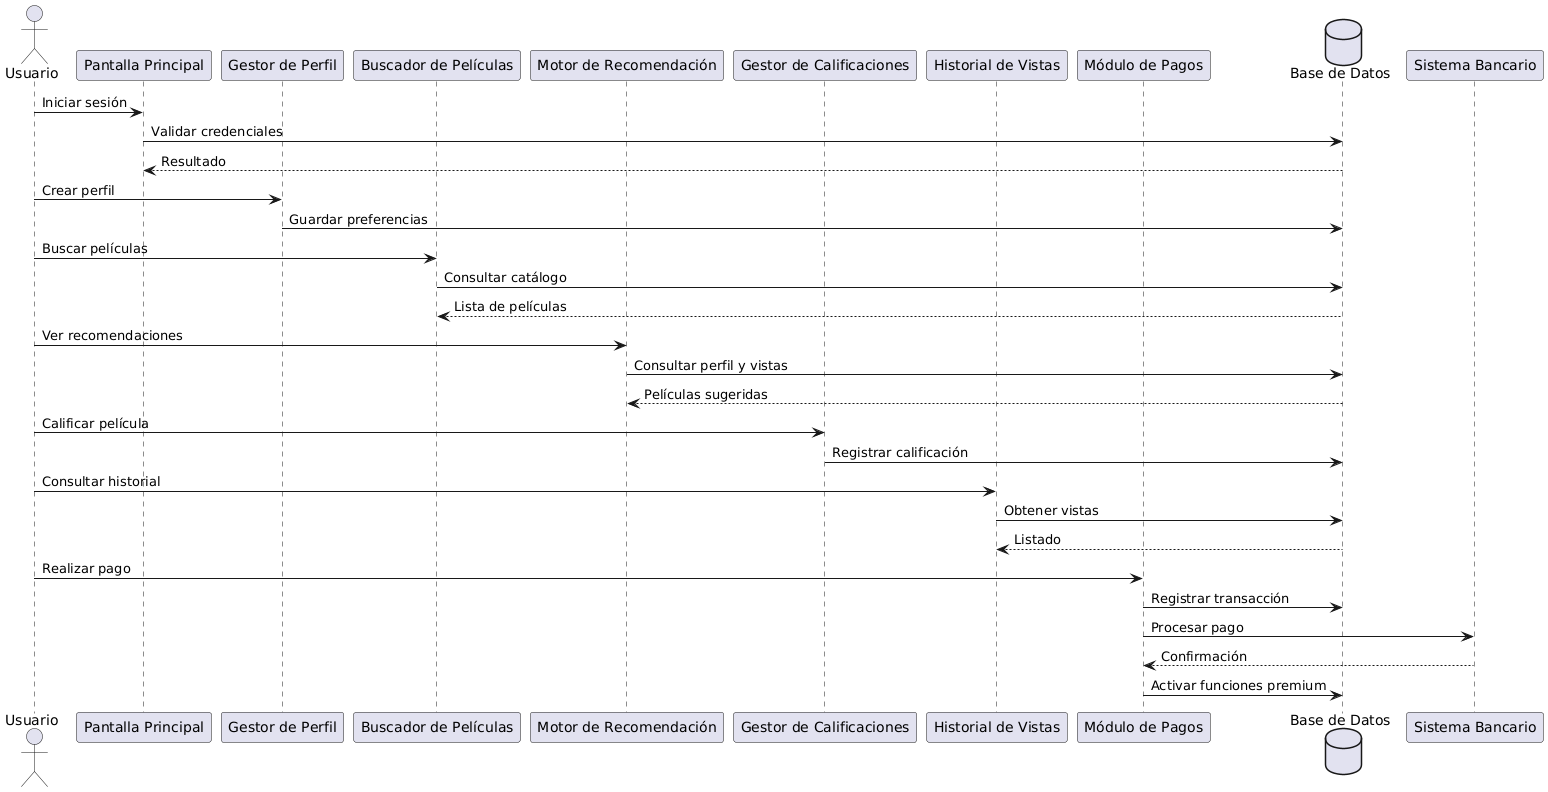 Usuario
Pantalla Principal
Gestor de Perfil
Buscador de Películas
Motor de Recomendación
Gestor de Calificaciones
Historial de Vistas
Módulo de Pagos
Base de Datos
Sistema Bancario
Iniciar sesión
Validar credenciales
Resultado
Crear perfil
Guardar preferencias
Buscar películas
Consultar catálogo
Lista de películas
Ver recomendaciones
Consultar perfil y vistas
Películas sugeridas
Calificar película
Registrar calificación
Consultar historial
Obtener vistas
Listado
Realizar pago
Registrar transacción
Procesar pago
Confirmación
Activar funciones premium
Usuario
Pantalla Principal
Gestor de Perfil
Buscador de Películas
Motor de Recomendación
Gestor de Calificaciones
Historial de Vistas
Módulo de Pagos
Base de Datos
Sistema Bancario